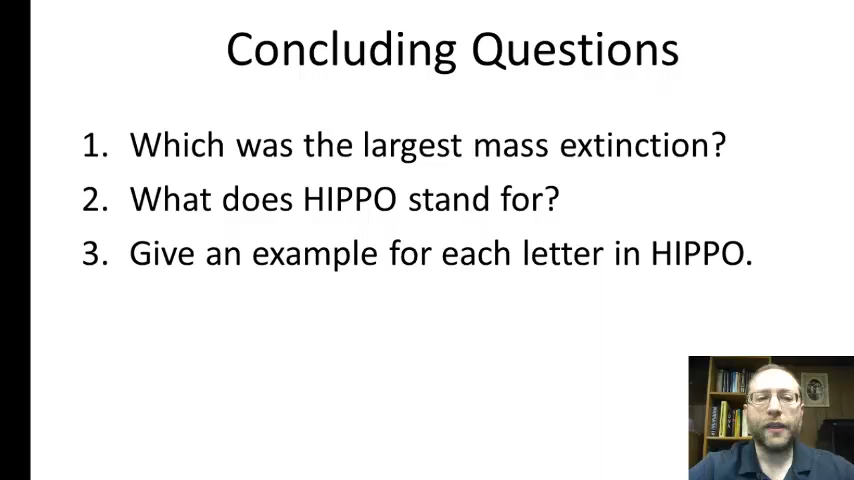 Concluding Questions
1. Which was the largest mass extinction?
2. What does HIPPO stand for?
3. Give an example for each letter in HIPPO.